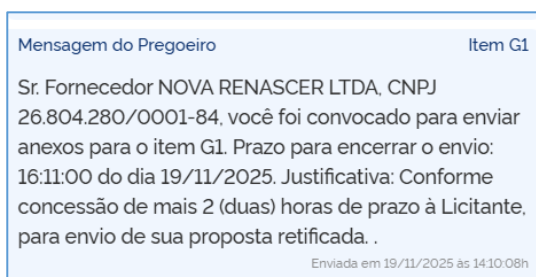 Mensagem do Pregoeiro Item G1
Sr. Fornecedor NOVA RENASCER LTDA, CNPJ
26.804.280/0001-84, você foi convocado para enviar
anexos para o item G1. Prazo para encerrar o envio:
16:11:00 do dia 19/11/2025. Justificativa: Conforme
concessão de mais 2 (duas) horas de prazo à Licitante,
para envio de sua proposta retificada. .
Enviada em 19/11/2025 às 14:10:08h